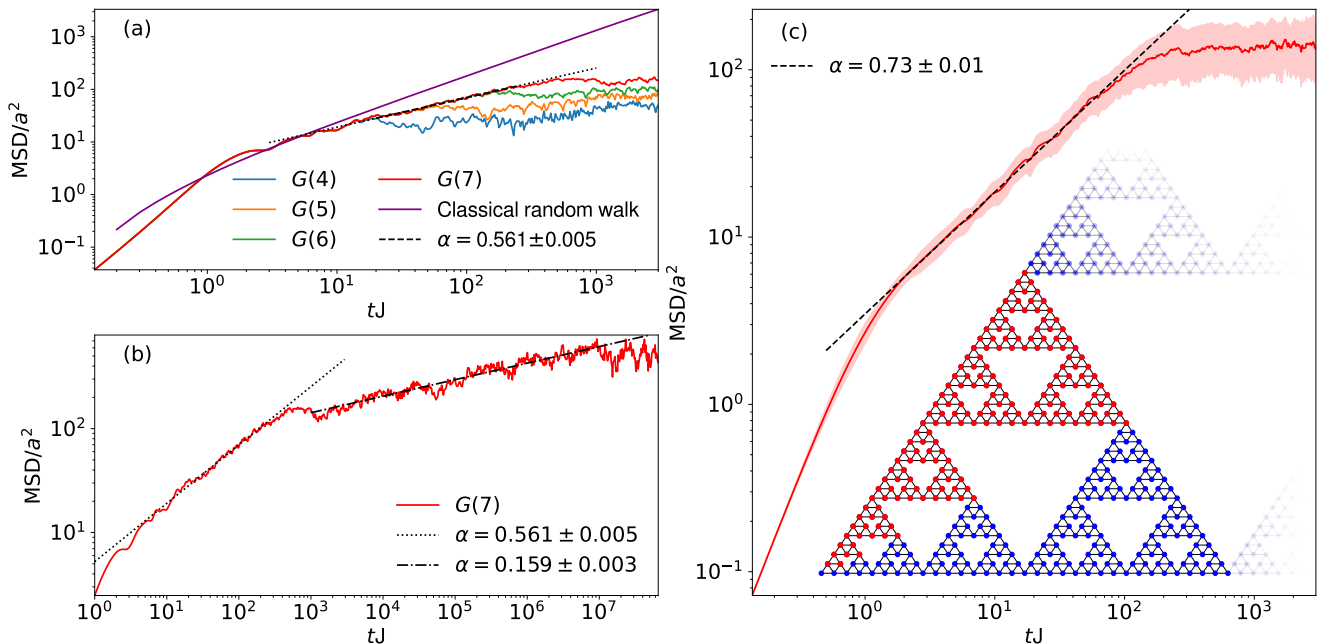 (a)
MSD/a²
10³
10²
10¹
10⁰
10⁻¹
G(4)
G(5)
G(6)
G(7)
Classical random walk
α = 0.561±0.005
10⁰
10¹
10²
10³
tJ
(b)
MSD/a²
10²
10¹
G(7)
α = 0.561 ± 0.005
α = 0.159 ± 0.003
10⁰
10¹
10²
10³
10⁴
10⁵
10⁶
10⁷
tJ
(c)
α = 0.73 ± 0.01
MSD/a²
10²
10¹
10⁰
10⁻¹
10⁰
10¹
10²
10³
tJ